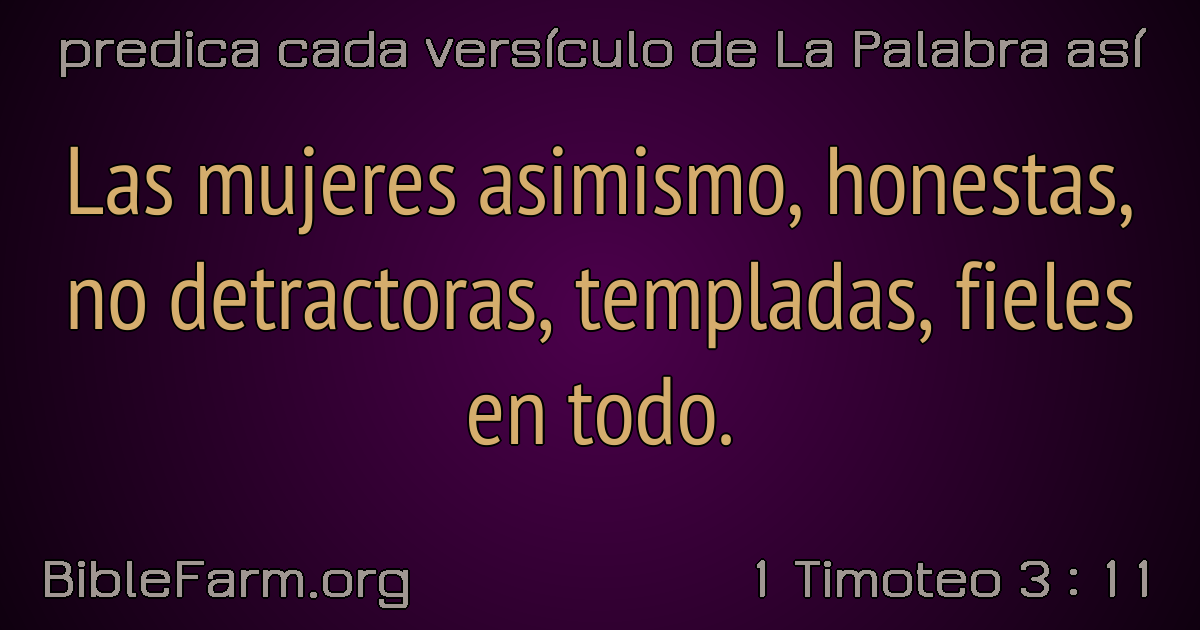 predica cada versículo de La Palabra así
Las mujeres asimismo, honestas,
no detractoras, templadas, fieles
en todo.
BibleFarm.org
1 Timoteo 3 : 11